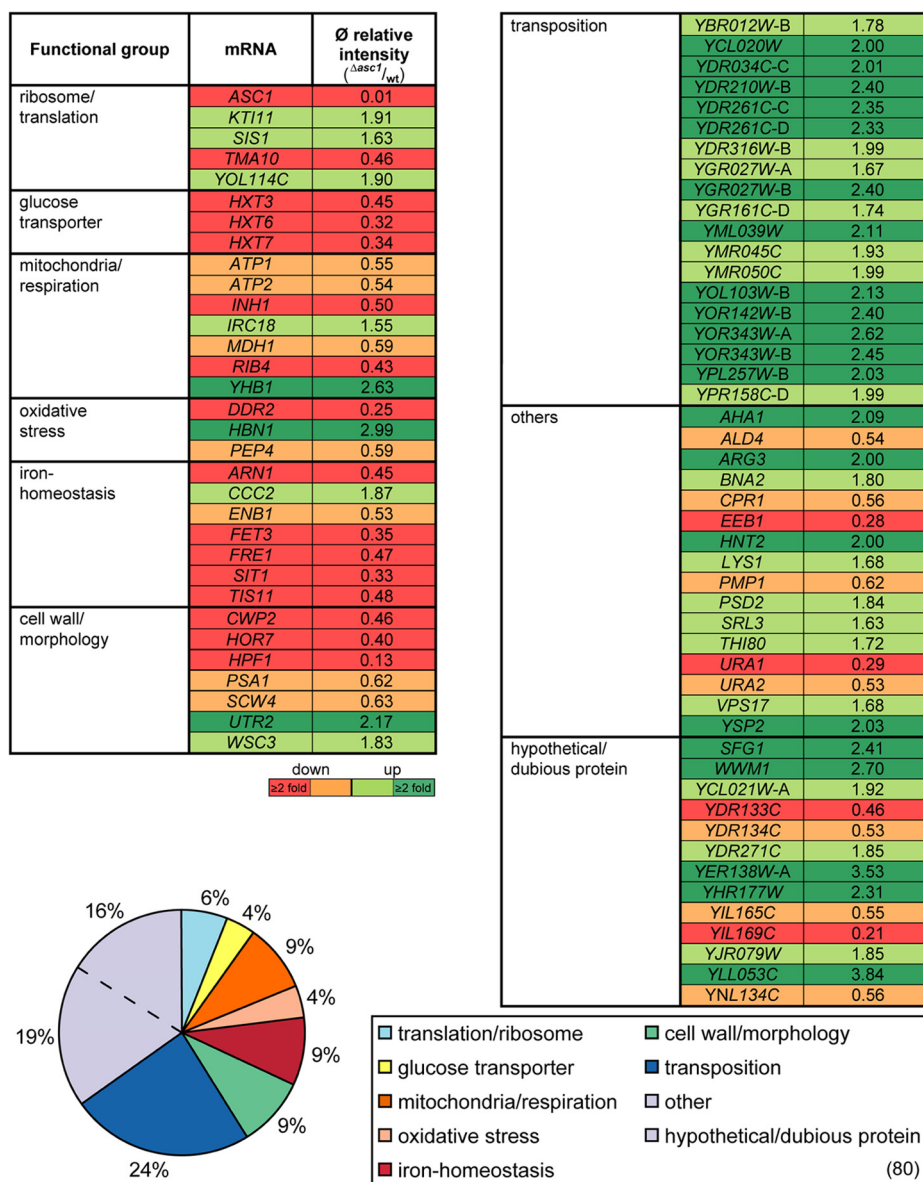 Functional group mRNA Ø relative intensity (Δasc1/wt)
ribosome/ translation
ASC1 0.01
KTI11 1.91
SIS1 1.63
TMA10 0.46
YOL114C 1.90
glucose transporter
HXT3 0.45
HXT6 0.32
HXT7 0.34
mitochondria/ respiration
ATP1 0.55
ATP2 0.54
INH1 0.50
IRC18 1.55
MDH1 0.59
RIB4 0.43
YHB1 2.63
oxidative stress
DDR2 0.25
HBN1 2.99
PEP4 0.59
iron- homeostasis
ARN1 0.45
CCC2 1.87
ENB1 0.53
FET3 0.35
FRE1 0.47
SIT1 0.33
TIS11 0.48
cell wall/ morphology
CWP2 0.46
HOR7 0.40
HPF1 0.13
PSA1 0.62
SCW4 0.63
UTR2 2.17
WSC3 1.83
down up
≥2 fold ≥2 fold
transposition
YBR012W-B 1.78
YCL020W 2.00
YDR034C-C 2.01
YDR210W-B 2.40
YDR261C-C 2.35
YDR261C-D 2.33
YDR316W-B 1.99
YGR027W-A 1.67
YGR027W-B 2.40
YGR161C-D 1.74
YML039W 2.11
YMR045C 1.93
YMR050C 1.99
YOL103W-B 2.13
YOR142W-B 2.40
YOR343W-A 2.62
YOR343W-B 2.45
YPL257W-B 2.03
YPR158C-D 1.99
others
AHA1 2.09
ALD4 0.54
ARG3 2.00
BNA2 1.80
CPR1 0.56
EEB1 0.28
HNT2 2.00
LYS1 1.68
PMP1 0.62
PSD2 1.84
SRL3 1.63
THI80 1.72
URA1 0.29
URA2 0.53
VPS17 1.68
YSP2 2.03
hypothetical/ dubious protein
SFG1 2.41
WWM1 2.70
YCL021W-A 1.92
YDR133C 0.46
YDR134C 0.53
YDR271C 1.85
YER138W-A 3.53
YHR177W 2.31
YIL165C 0.55
YIL169C 0.21
YJR079W 1.85
YLL053C 3.84
YNL134C 0.56
6%
4%
9%
4%
9%
9%
24%
19%
16%
translation/ribosome
glucose transporter
mitochondria/respiration
oxidative stress
iron-homeostasis
cell wall/morphology
transposition
other
hypothetical/dubious protein
(80)